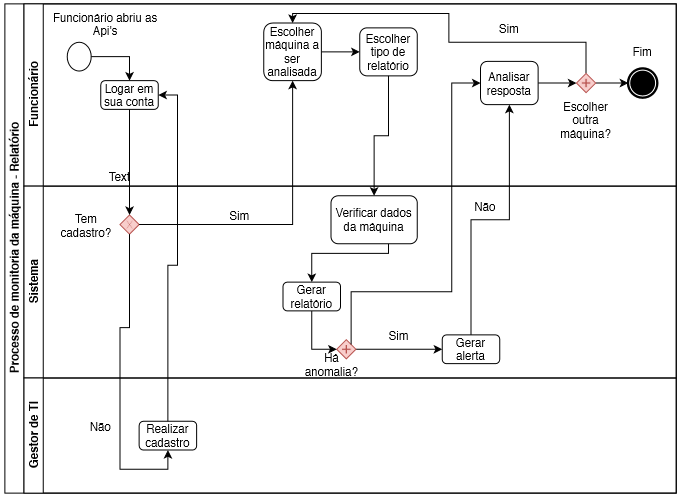 Processo de monitoria da máquina - Relatório
Funcionário
Funcionário abriu as
Api's
Logar em
sua conta
Text
Escolher
máquina a
ser
analisada
Escolher
tipo de
relatório
Sim
Analisar
resposta
Escolher
outra
máquina?
Fim
Sistema
Tem
cadastro?
Sim
Verificar dados
da máquina
Não
Gerar
relatório
Há
anomalia?
Sim
Gerar
alerta
Gestor de TI
Não
Realizar
cadastro